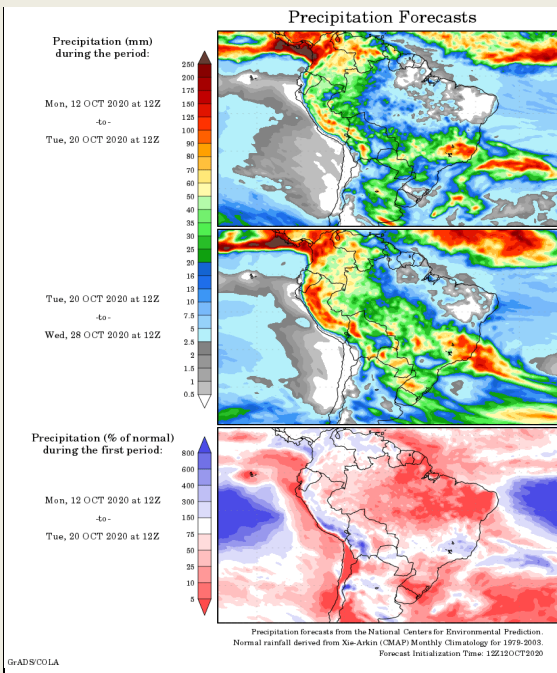 Precipitation Forecasts
Precipitation (mm)
during the period:
Mon, 12 OCT 2020 at 12Z
-to-
Tue, 20 OCT 2020 at 12Z
250
200
175
150
125
100
90
80
70
60
50
40
35
30
25
20
16
13
10
7.5
5
2.5
2
1.5
1
0.5
Tue, 20 OCT 2020 at 12Z
-to-
Wed, 28 OCT 2020 at 12Z
Precipitation (% of normal)
during the first period:
Mon, 12 OCT 2020 at 12Z
-to-
Tue, 20 OCT 2020 at 12Z
800
600
400
300
150
75
50
25
10
5
Precipitation forecasts from the National Centers for Environmental Prediction.
Normal rainfall derived from Xie-Arkin (CMAP) Monthly Climatology for 1979-2003.
Forecast Initialization Time: 12Z12OCT2020
GrADS/COLA